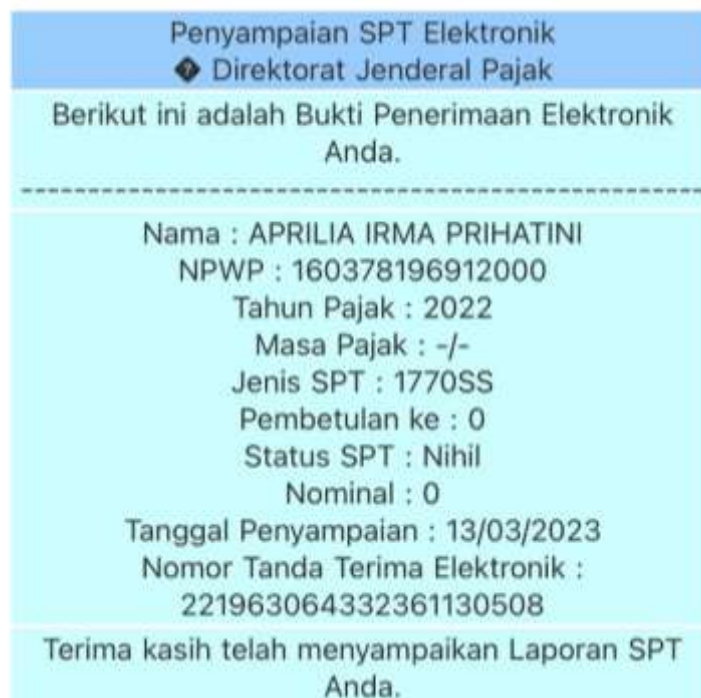 Penyampaian SPT Elektronik
� Direktorat Jenderal Pajak
Berikut ini adalah Bukti Penerimaan Elektronik
Anda.
----------------------------------------------------
Nama : APRILIA IRMA PRIHATINI
NPWP : 160378196912000
Tahun Pajak : 2022
Masa Pajak : -/-
Jenis SPT : 1770SS
Pembetulan ke : 0
Status SPT : Nihil
Nominal : 0
Tanggal Penyampaian : 13/03/2023
Nomor Tanda Terima Elektronik :
221963064332361130508
Terima kasih telah menyampaikan Laporan SPT
Anda.